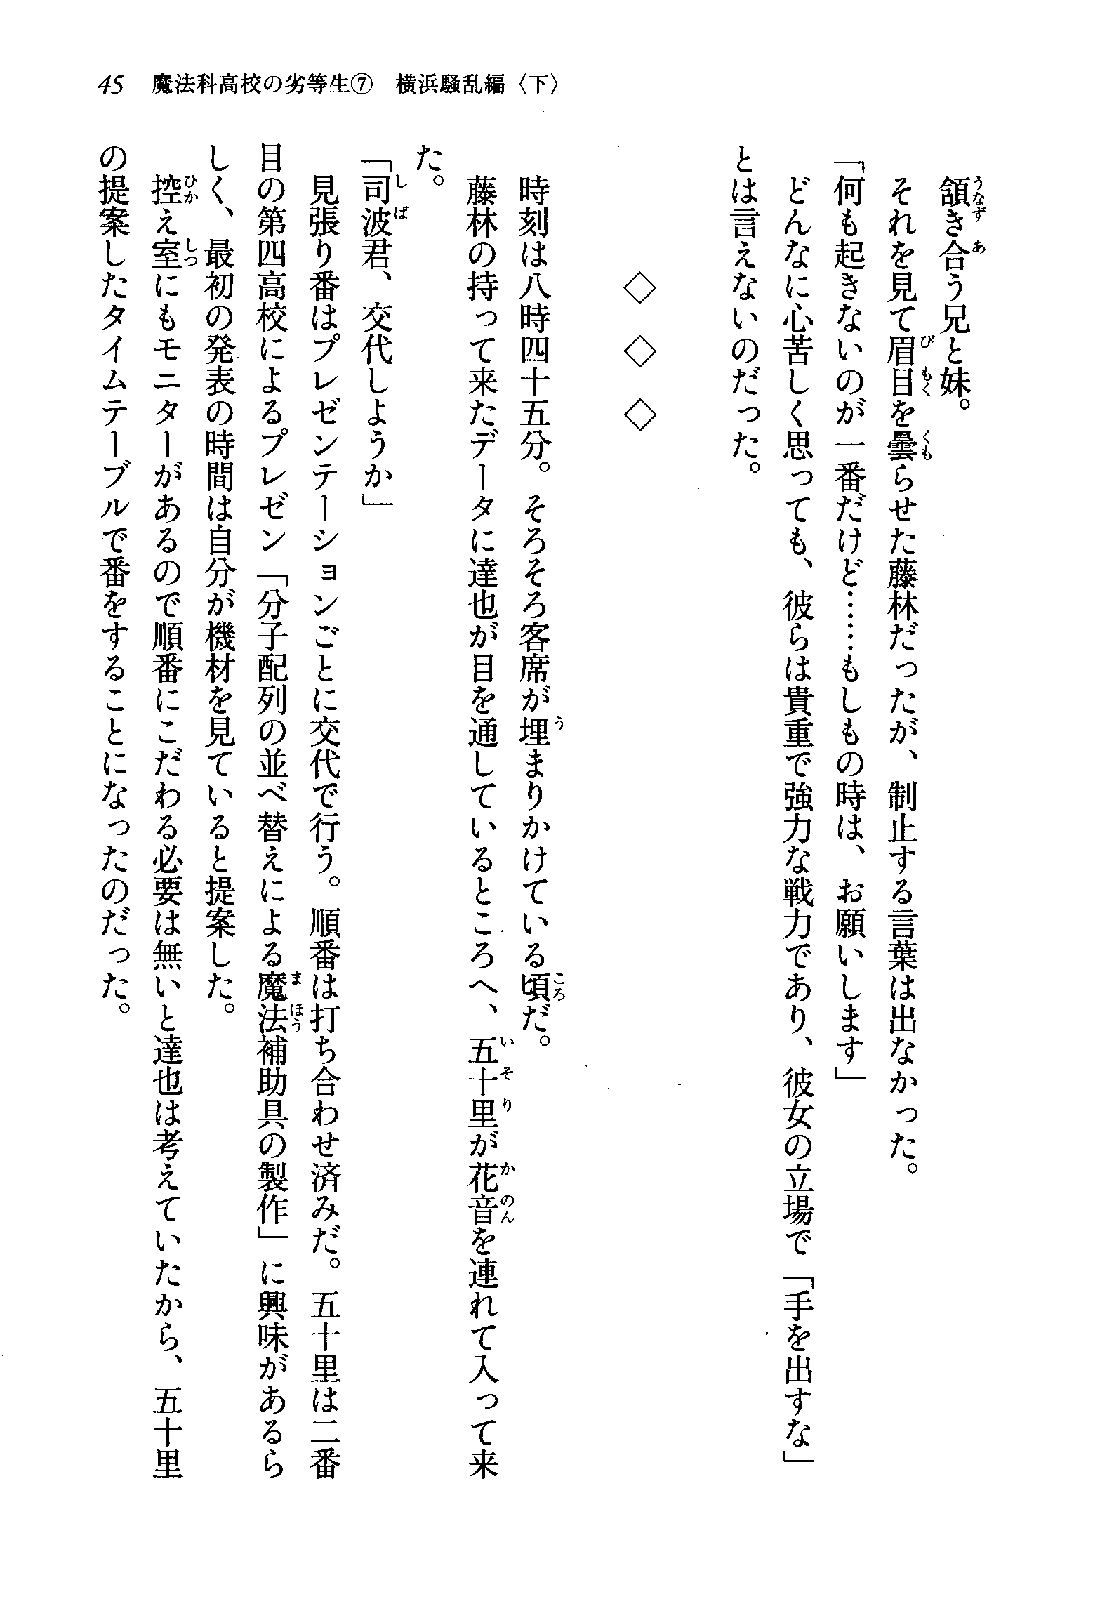 45　魔法科高校の劣等生⑦　横浜騒乱編〈下〉
　頷き合う兄と妹。
　それを見て眉目を曇らせた藤林だったが、制止する言葉は出なかった。
「何も起きないのが一番だけど……もしもの時は、お願いします」
　どんなに心苦しく思っても、彼らは貴重で強力な戦力であり、彼女の立場で「手を出すな」
とは言えないのだった。
◇　◇　◇
　時刻は八時四十五分。そろそろ客席が埋まりかけている頃だ。
　藤林の持って来たデータに達也が目を通しているところへ、五十里が花音を連れて入って来
た。
「司波君、交代しようか」
　見張り番はプレゼンテーションごとに交代で行う。順番は打ち合わせ済みだ。五十里は二番
目の第四高校によるプレゼン「分子配列の並べ替えによる魔法補助具の製作」に興味があるら
しく、最初の発表の時間は自分が機材を見ていると提案した。
　控え室にもモニターがあるので順番にこだわる必要は無いと達也は考えていたから、五十里
の提案したタイムテーブルで番をすることになったのだった。